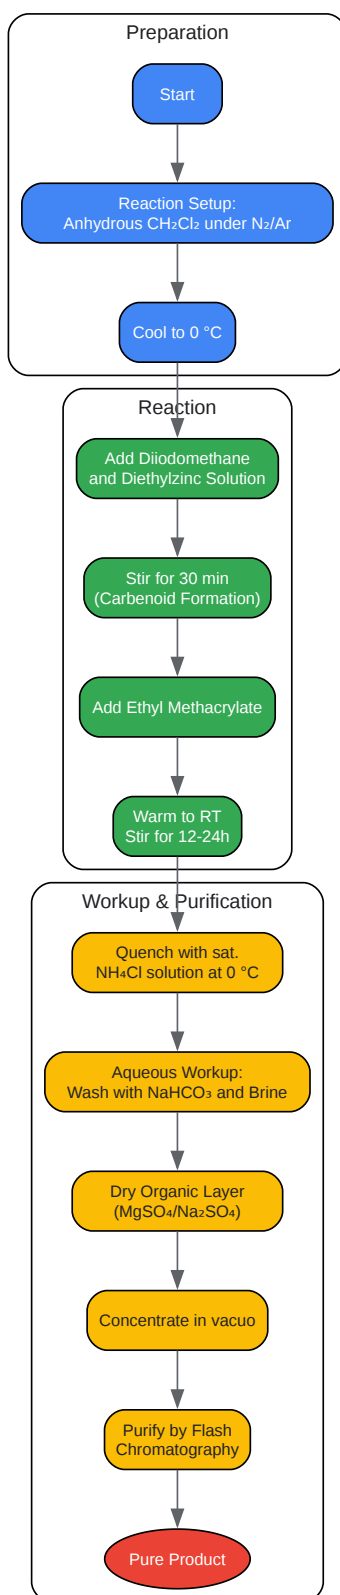 Preparation
Start
Reaction Setup:
Anhydrous CH₂Cl₂ under N₂/Ar
Cool to 0 °C
Reaction
Add Diiodomethane
and Diethylzinc Solution
Stir for 30 min
(Carbenoid Formation)
Add Ethyl Methacrylate
Warm to RT
Stir for 12-24h
Workup & Purification
Quench with sat.
NH₄Cl solution at 0 °C
Aqueous Workup:
Wash with NaHCO₃ and Brine
Dry Organic Layer
(MgSO₄/Na₂SO₄)
Concentrate in vacuo
Purify by Flash
Chromatography
Pure Product